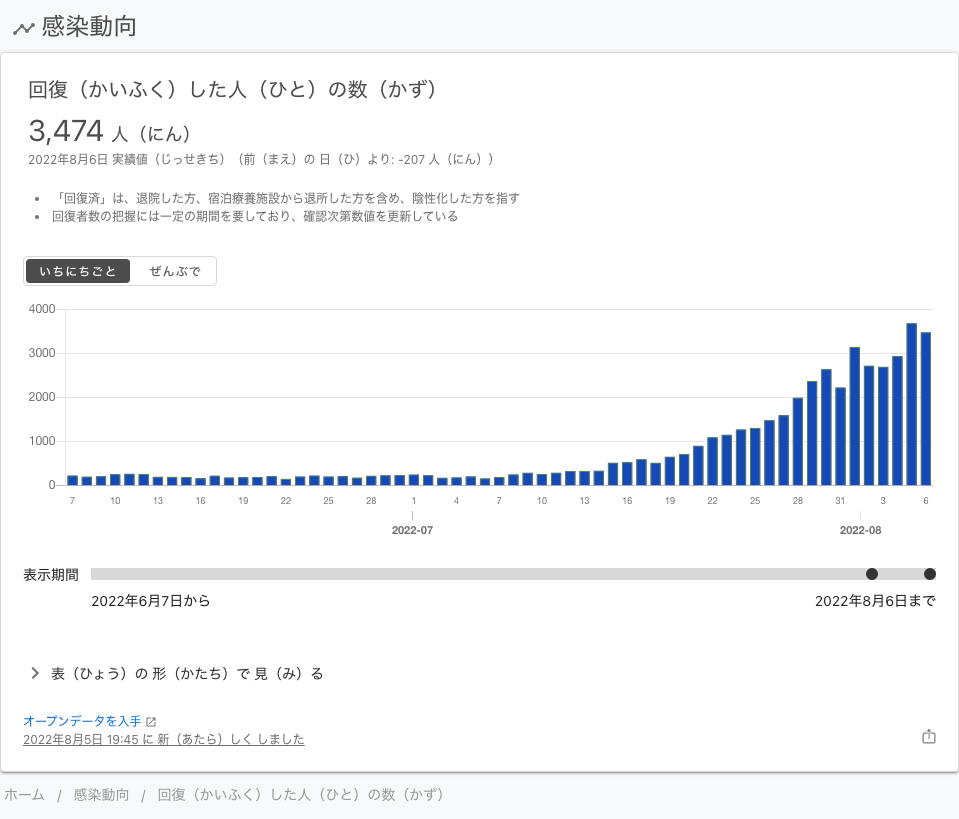 感染動向
回復（かいふく）した人（ひと）の数（かず）
3,474 人（にん）
2022年8月6日 実績値（じっせきち）（前（まえ）の 日（ひ）より: -207 人（にん））
「回復済」は、退院した方、宿泊療養施設から退所した方を含め、陰性化した方を指す
回復者数の把握には一定の期間を要しており、確認次第数値を更新している
いちにちごと ぜんぶで
4000
3000
2000
1000
0
7 10 13 16 19 22 25 28 1 4 7 10 13 16 19 22 25 28 31 3 6
2022-07 2022-08
表示期間
2022年6月7日から 2022年8月6日まで
表（ひょう）の 形（かたち）で 見（み）る
オープンデータを入手
2022年8月5日 19:45 に 新（あたら）しく しました
ホーム / 感染動向 / 回復（かいふく）した人（ひと）の数（かず）